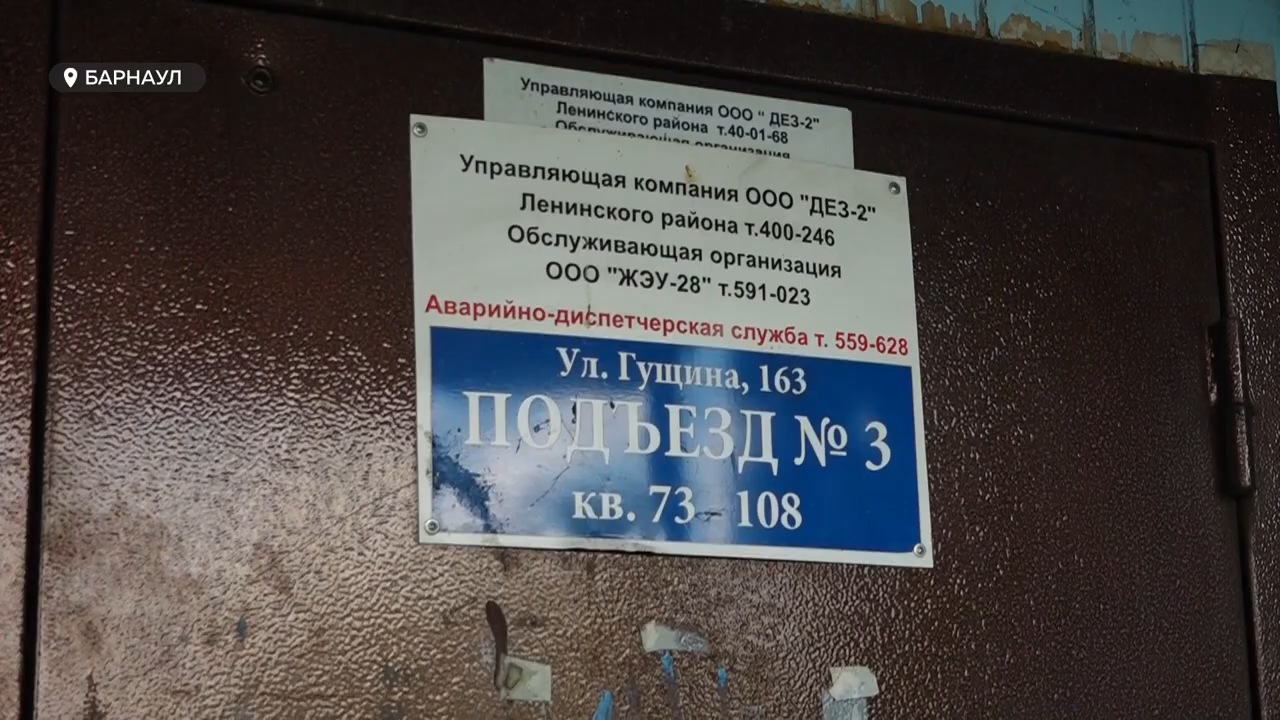 БАРНАУЛ
Управляющая компания ООО " ДЕЗ-2"
Ленинского района т.40-01-68
Обслуживающая организация
Управляющая компания ООО "ДЕЗ-2"
Ленинского района т.400-246
Обслуживающая организация
ООО "ЖЭУ-28" т.591-023
Аварийно-диспетчерская служба т. 559-628
Ул. Гущина, 163
ПОДЪЕЗД № 3
кв. 73 - 108